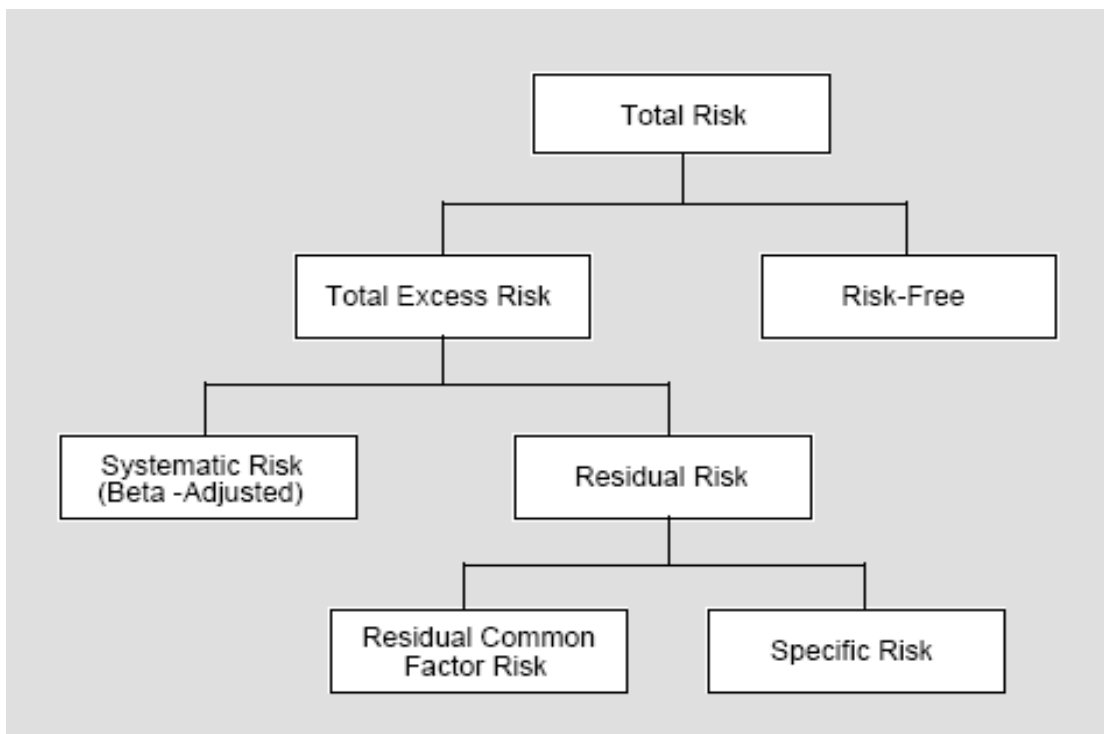 Total Risk
Total Excess Risk
Risk-Free
Systematic Risk
(Beta -Adjusted)
Residual Risk
Residual Common
Factor Risk
Specific Risk